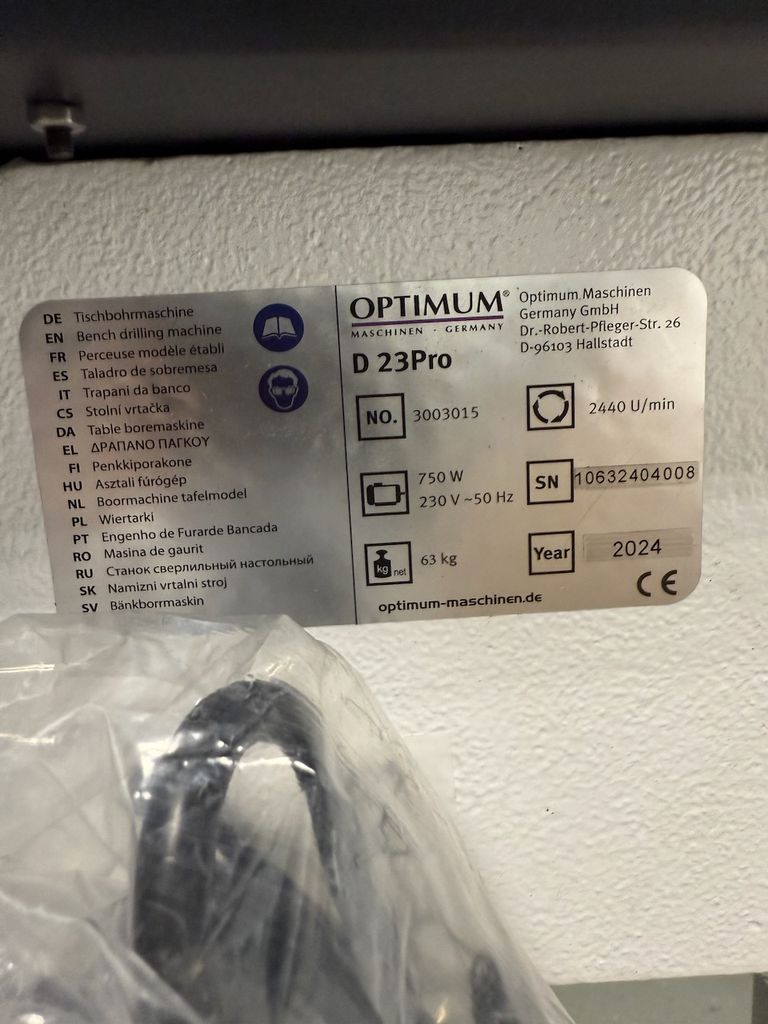 DE Tischbohrmaschine
EN Bench drilling machine
FR Perceuse modèle établi
ES Taladro de sobremesa
IT Trapani da banco
CS Stolní vrtačka
DA Table boremaskine
EL ΔΡΑΠΑΝΟ ΠΑΓΚΟΥ
FI Penkkiporakone
HU Asztali fúrógép
NL Boormachine tafelmodel
PL Wiertarki
PT Engenho de Furarde Bancada
RO Masina de gaurit
RU Станок сверлильный настольный
SK Namizni vrtalni stroj
SV Bänkborrmaskin
OPTIMUM®
MASCHINEN · GERMANY
Optimum Maschinen
Germany GmbH
Dr.-Robert-Pfleger-Str. 26
D-96103 Hallstadt
D 23Pro
NO. 3003015
2440 U/min
750 W
230 V ~50 Hz
SN 10632404008
kg net 63 kg
Year 2024
optimum-maschinen.de
CE